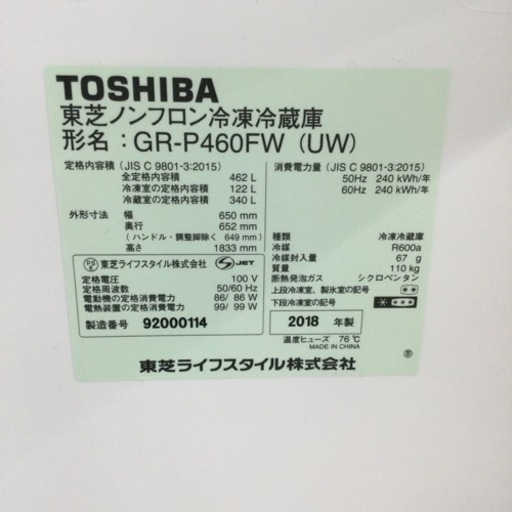 TOSHIBA
東芝ノンフロン冷凍冷蔵庫
形名：GR-P460FW（UW）
定格内容積（JIS C 9801-3:2015）
全定格内容積 462 L
冷凍室の定格内容積 122 L
冷蔵室の定格内容積 340 L
外形寸法 幅 650 mm
奥行 652 mm
（ハンドル・調整脚除く 649 mm）
高さ 1833 mm
PSE 東芝ライフスタイル株式会社 JET
定格電圧 100 V
定格周波数 50/60 Hz
電動機の定格消費電力 86/ 86 W
電熱装置の定格消費電力 99/ 99 W
製造番号 92000114
消費電力量（JIS C 9801-3:2015）
50Hz 240 kWh/年
60Hz 240 kWh/年
種類 冷凍冷蔵庫
冷媒 R600a
冷媒封入量 67 g
質量 110 kg
断熱発泡ガス シクロペンタン
上段冷凍室、製氷室の記号
下段冷凍室の記号
2018 年製
温度ヒューズ 76℃
MADE IN CHINA
東芝ライフスタイル株式会社
®